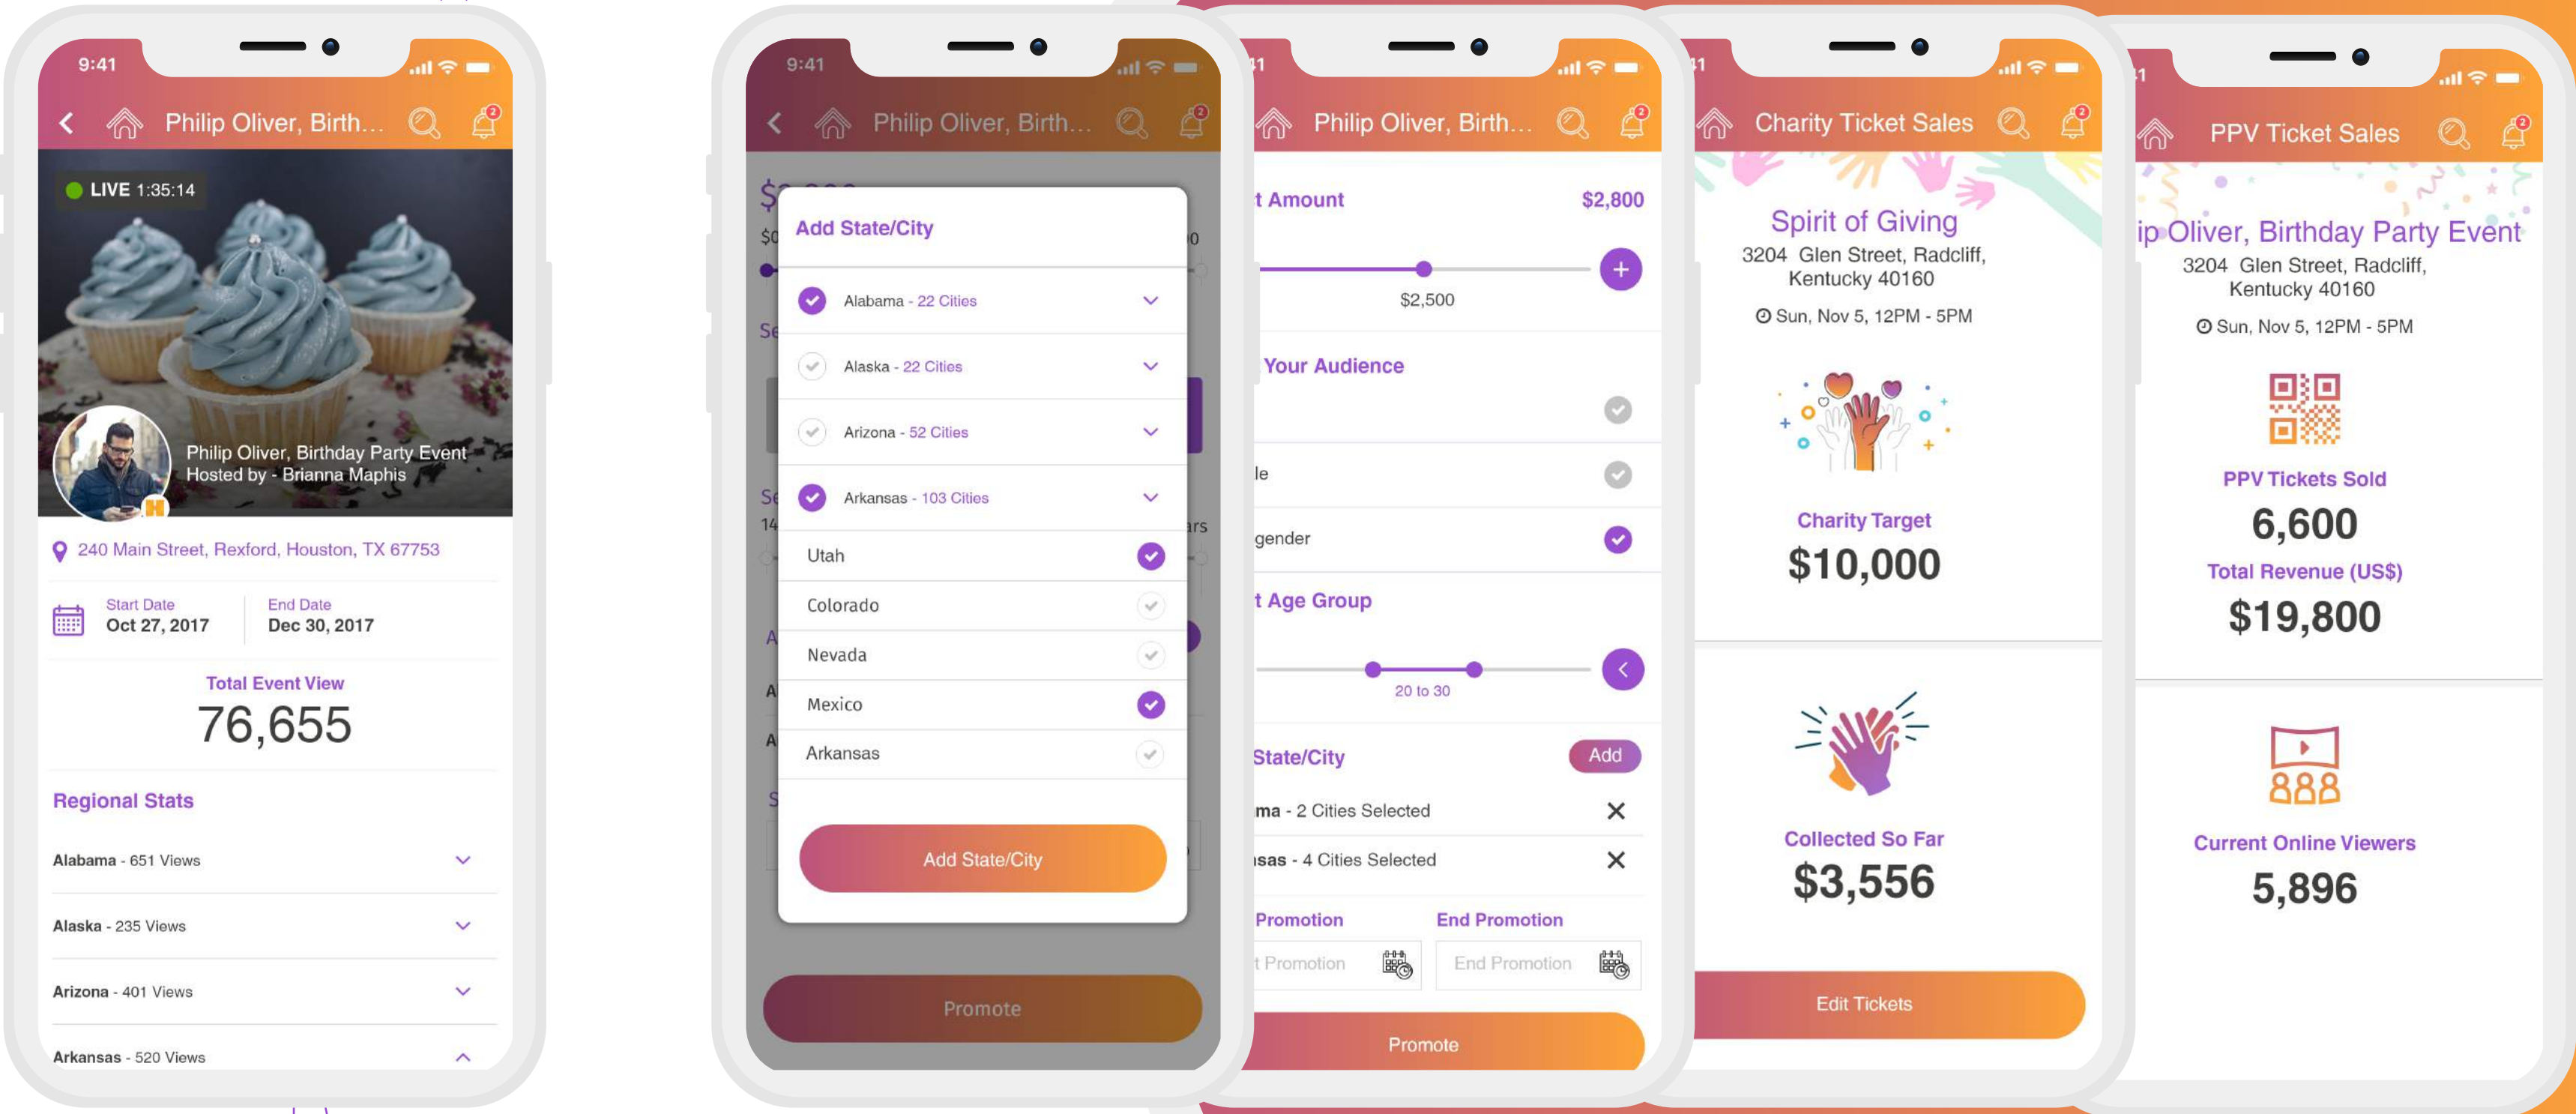 9:41
Philip Oliver, Birth...
2
LIVE 1:35:14
Philip Oliver, Birthday Party Event
Hosted by - Brianna Maphis
240 Main Street, Rexford, Houston, TX 67753
Start Date
Oct 27, 2017
End Date
Dec 30, 2017
Total Event View
76,655
Regional Stats
Alabama - 651 Views
Alaska - 235 Views
Arizona - 401 Views
Arkansas - 520 Views
9:41
Philip Oliver, Birth...
2
Add State/City
Alabama - 22 Cities
Alaska - 22 Cities
Arizona - 52 Cities
Arkansas - 103 Cities
Utah
Colorado
Nevada
Mexico
Arkansas
Add State/City
Promote
Philip Oliver, Birth...
2
Amount
$2,800
$2,500
Your Audience
gender
Age Group
20 to 30
State/City
Add
- 2 Cities Selected
- 4 Cities Selected
Promotion
End Promotion
Promotion
End Promotion
Promote
Charity Ticket Sales
2
Spirit of Giving
3204 Glen Street, Radcliff,
Kentucky 40160
Sun, Nov 5, 12PM - 5PM
Charity Target
$10,000
Collected So Far
$3,556
Edit Tickets
PPV Ticket Sales
2
ip Oliver, Birthday Party Event
3204 Glen Street, Radcliff,
Kentucky 40160
Sun, Nov 5, 12PM - 5PM
PPV Tickets Sold
6,600
Total Revenue (US$)
$19,800
Current Online Viewers
5,896